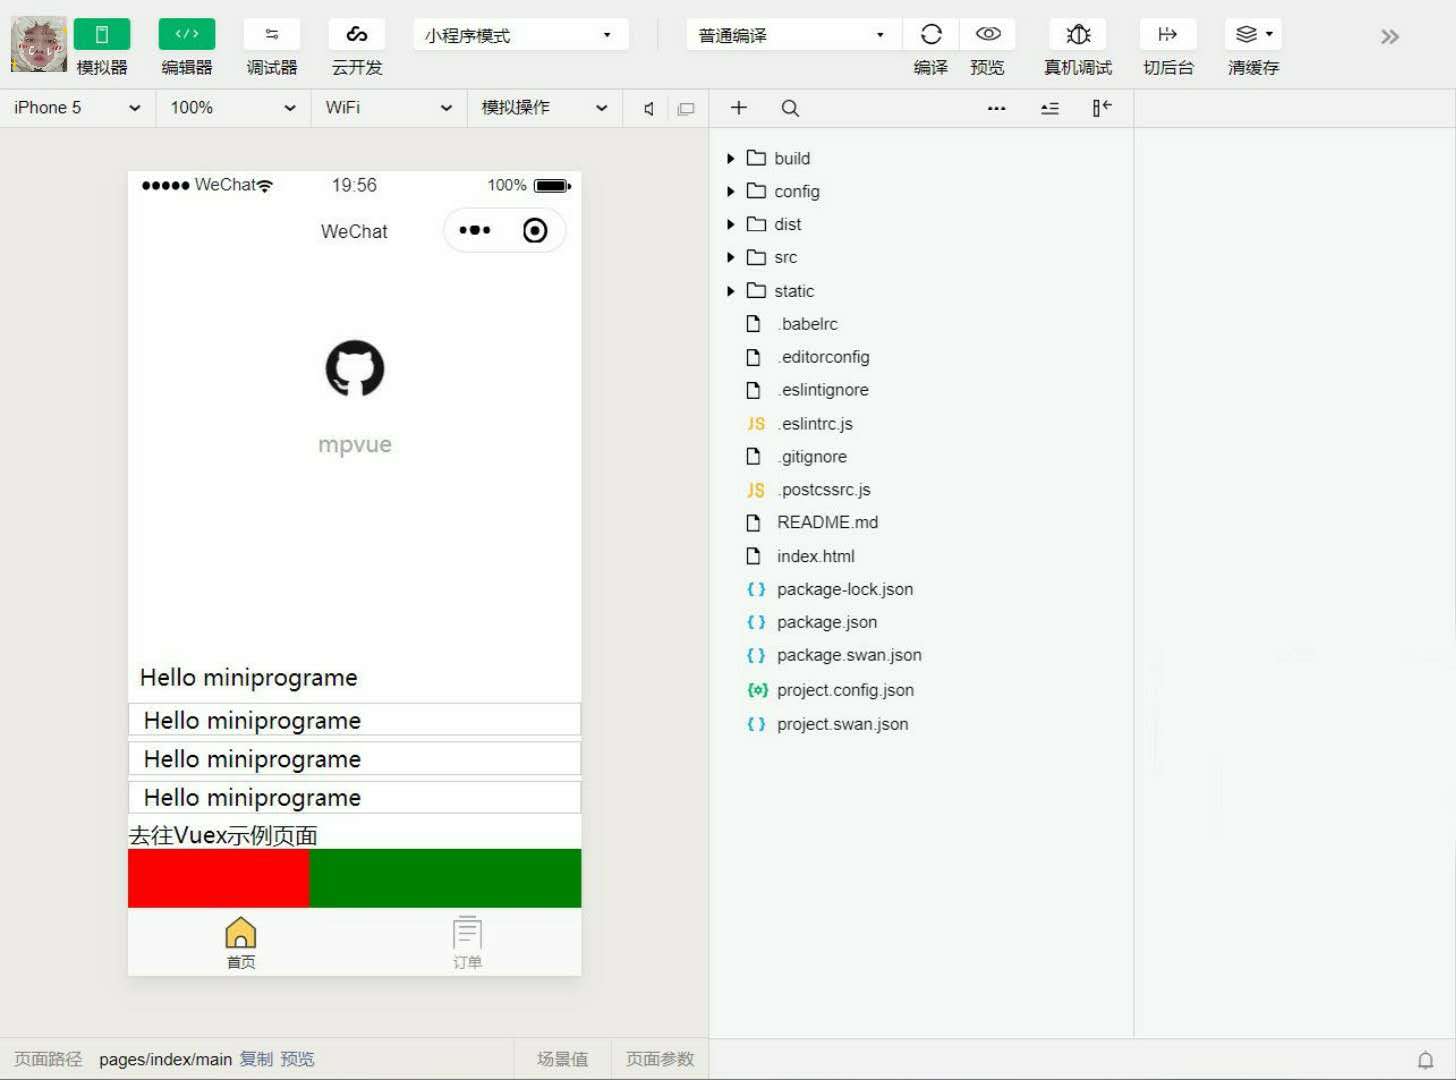 模拟器 编辑器 调试器 云开发 小程序模式 普通编译 编译 预览 真机调试 切后台 清缓存
iPhone 5 100% WiFi 模拟操作
WeChat 19:56 100%
WeChat
mpvue
Hello miniprograme
Hello miniprograme
Hello miniprograme
Hello miniprograme
去往Vuex示例页面
首页 订单
页面路径 pages/index/main 复制 预览 场景值 页面参数
build
config
dist
src
static
.babelrc
.editorconfig
.eslintignore
JS .eslintrc.js
.gitignore
JS .postcssrc.js
README.md
index.html
{ } package-lock.json
{ } package.json
{ } package.swan.json
project.config.json
{ } project.swan.json